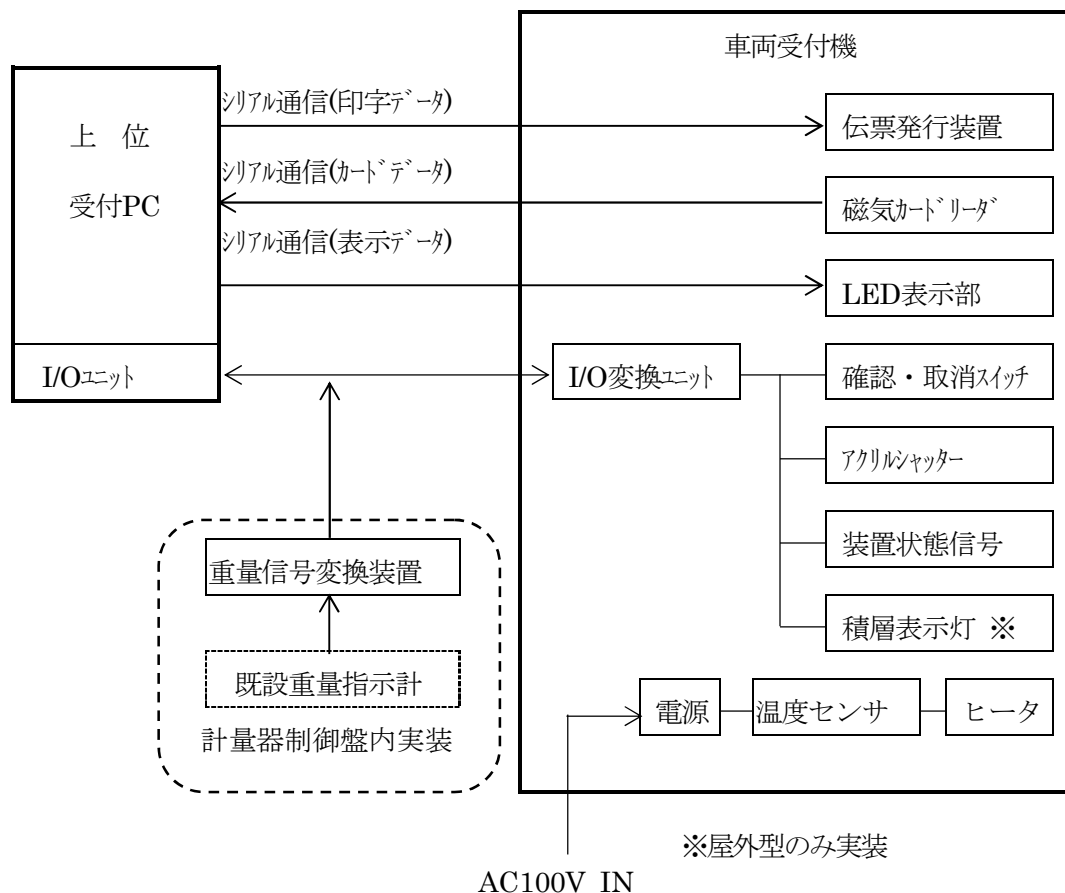 車両受付機
シリアル通信(印字データ)
上 位
受付PC
伝票発行装置
シリアル通信(カードデータ)
磁気カードリーダ
シリアル通信(表示データ)
LED表示部
I/Oユニット
I/O変換ユニット
確認・取消スイッチ
アクリルシャッター
装置状態信号
重量信号変換装置
積層表示灯 ※
既設重量指示計
計量器制御盤内実装
電源
温度センサ
ヒータ
※屋外型のみ実装
AC100V IN